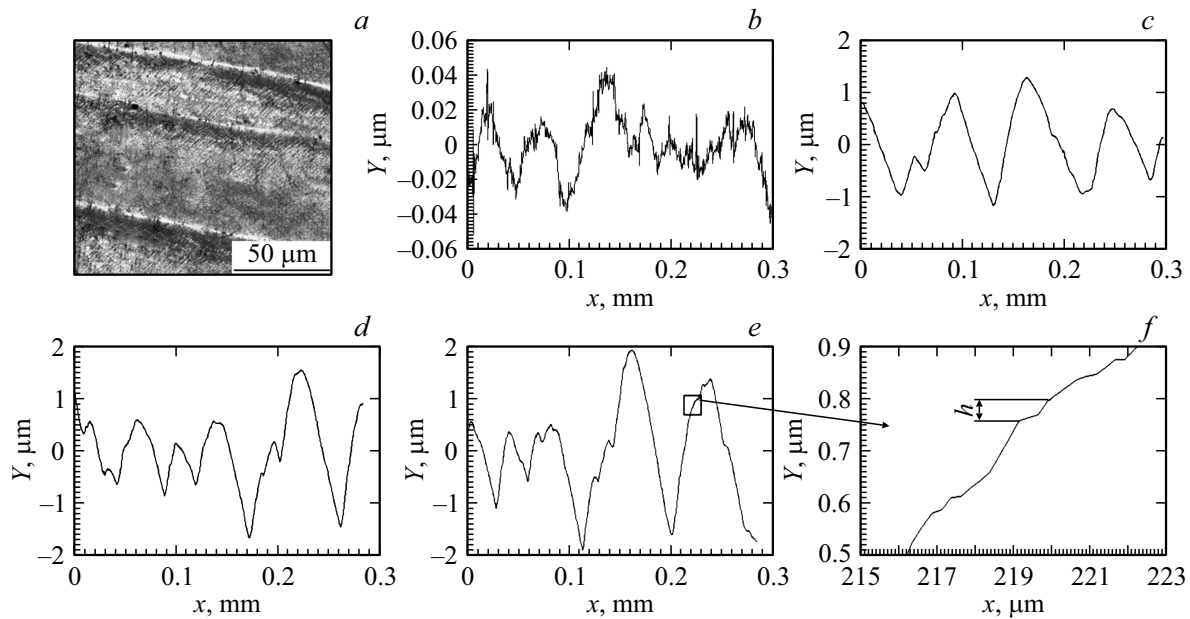 a
50 µm
b
0.06
0.04
0.02
0
–0.02
–0.04
0.06
Y, µm
0
0.1
0.2
0.3
x, mm
c
2
1
0
–1
–2
Y, µm
0
0.1
0.2
0.3
x, mm
d
2
1
0
–1
–2
Y, µm
0
0.1
0.2
0.3
x, mm
e
2
1
0
–1
–2
Y, µm
0
0.1
0.2
0.3
x, mm
f
0.9
0.8
0.7
0.6
0.5
Y, µm
h
215
217
219
221
223
x, µm